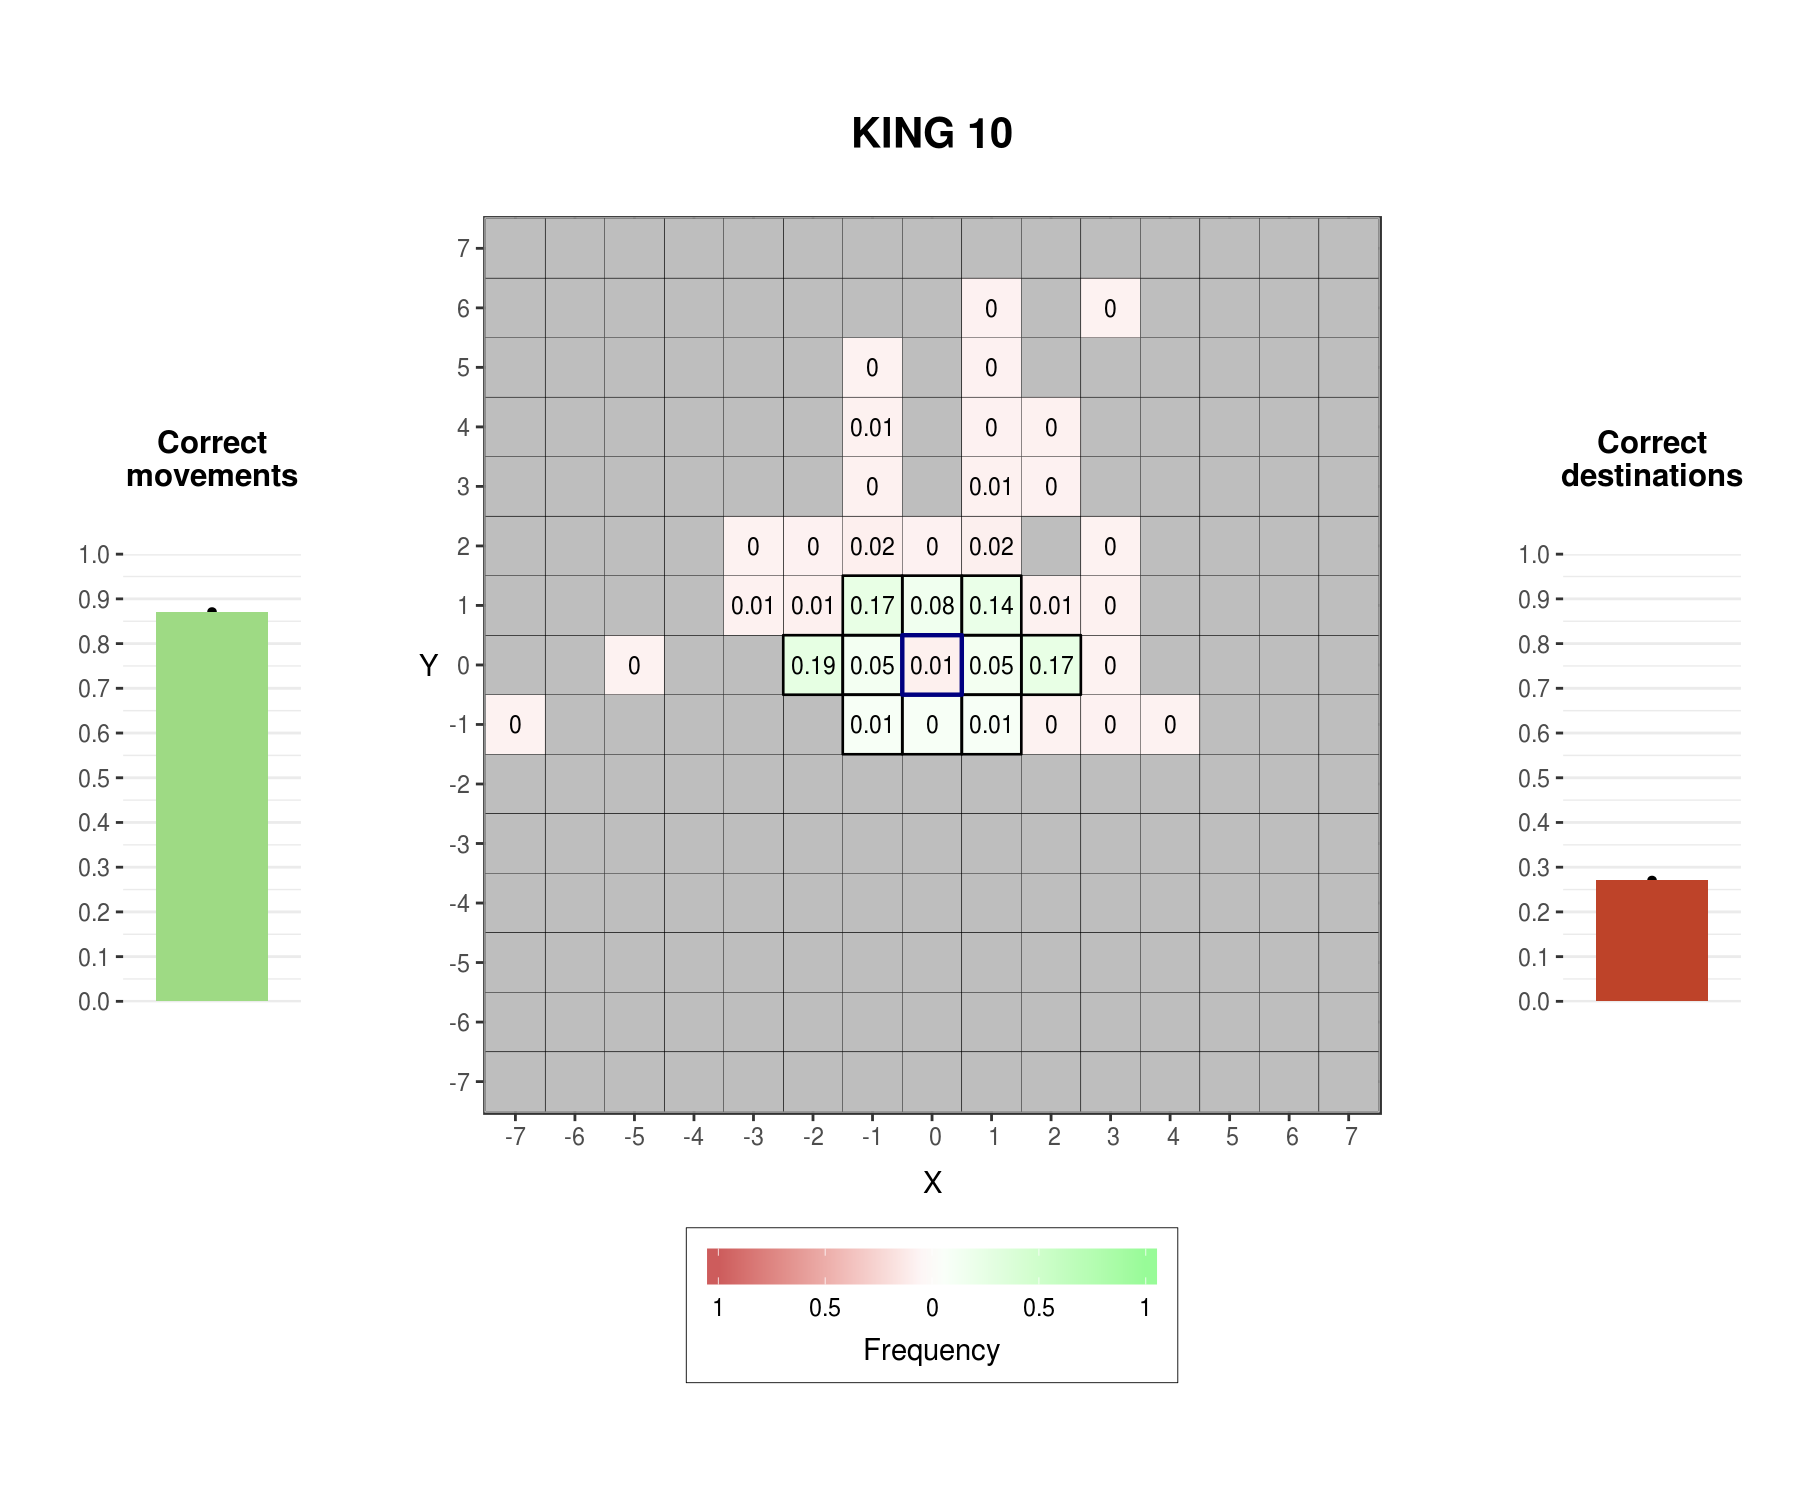 KING 10
Correct
movements
1.0
0.9
0.8
0.7
0.6
0.5
0.4
0.3
0.2
0.1
0.0
Y
7
6 0 0
5 0 0
4 0.01 0 0
3 0 0.01 0
2 0 0 0.02 0 0.02 0
1 0.01 0.01 0.17 0.08 0.14 0.01 0
0 0 0.19 0.05 0.01 0.05 0.17 0
-1 0 0.01 0 0.01 0 0 0
-2
-3
-4
-5
-6
-7
-7 -6 -5 -4 -3 -2 -1 0 1 2 3 4 5 6 7
X
1 0.5 0 0.5 1
Frequency
Correct
destinations
1.0
0.9
0.8
0.7
0.6
0.5
0.4
0.3
0.2
0.1
0.0